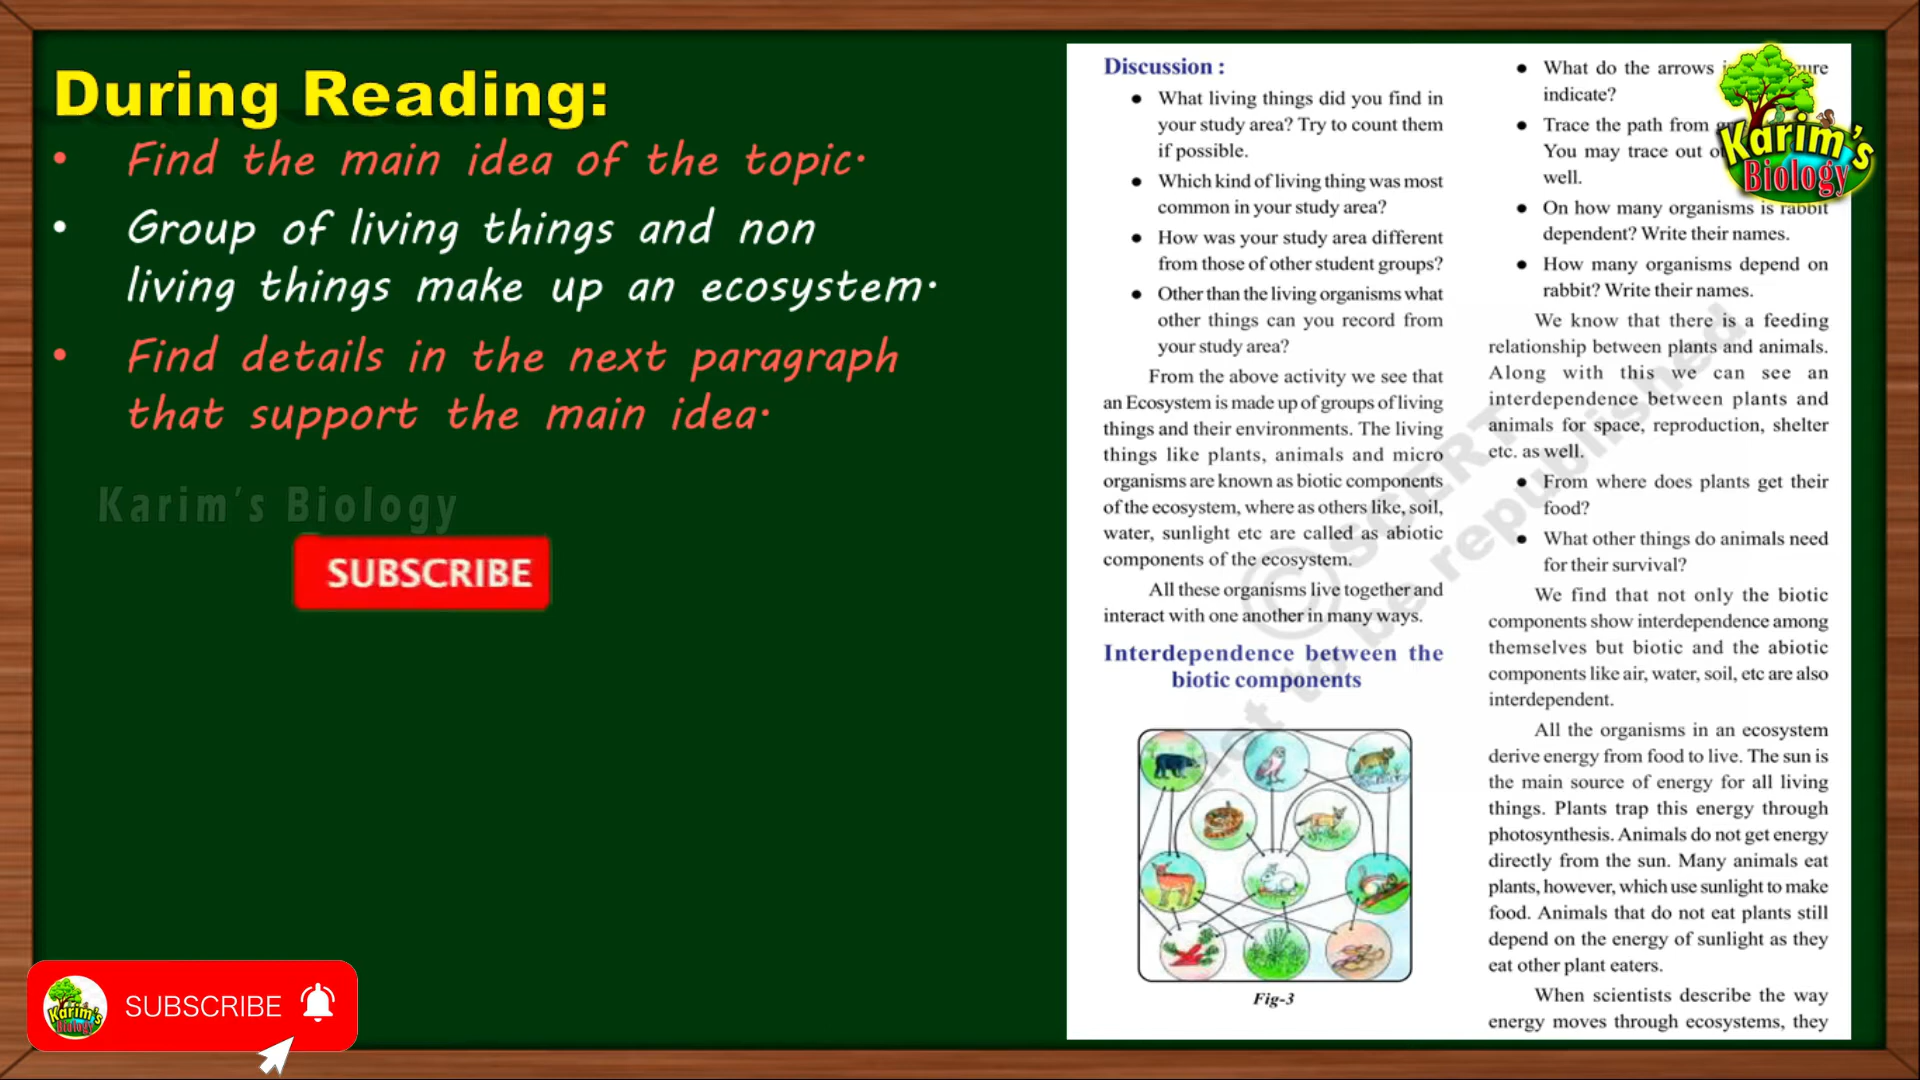 During Reading:
• Find the main idea of the topic.
• Group of living things and non
living things make up an ecosystem.
• Find details in the next paragraph
that support the main idea.
Karim's Biology
SUBSCRIBE
SUBSCRIBE
Karim's
Biology
Discussion :
● What living things did you find in
your study area? Try to count them
if possible.
● Which kind of living thing was most
common in your study area?
● How was your study area different
from those of other student groups?
● Other than the living organisms what
other things can you record from
your study area?
From the above activity we see that
an Ecosystem is made up of groups of living
things and their environments. The living
things like plants, animals and micro
organisms are known as biotic components
of the ecosystem, where as others like, soil,
water, sunlight etc are called as abiotic
components of the ecosystem.
All these organisms live together and
interact with one another in many ways.
Interdependence between the
biotic components
Fig-3
● What do the arrows
indicate?
● Trace the path from
You may trace out
well.
● On how many organisms is rabbit
dependent? Write their names.
● How many organisms depend on
rabbit? Write their names.
We know that there is a feeding
relationship between plants and animals.
Along with this we can see an
interdependence between plants and
animals for space, reproduction, shelter
etc. as well.
● From where does plants get their
food?
● What other things do animals need
for their survival?
We find that not only the biotic
components show interdependence among
themselves but biotic and the abiotic
components like air, water, soil, etc are also
interdependent.
All the organisms in an ecosystem
derive energy from food to live. The sun is
the main source of energy for all living
things. Plants trap this energy through
photosynthesis. Animals do not get energy
directly from the sun. Many animals eat
plants, however, which use sunlight to make
food. Animals that do not eat plants still
depend on the energy of sunlight as they
eat other plant eaters.
When scientists describe the way
energy moves through ecosystems, they
© SCERT
not to be republished
Karim's
Biology